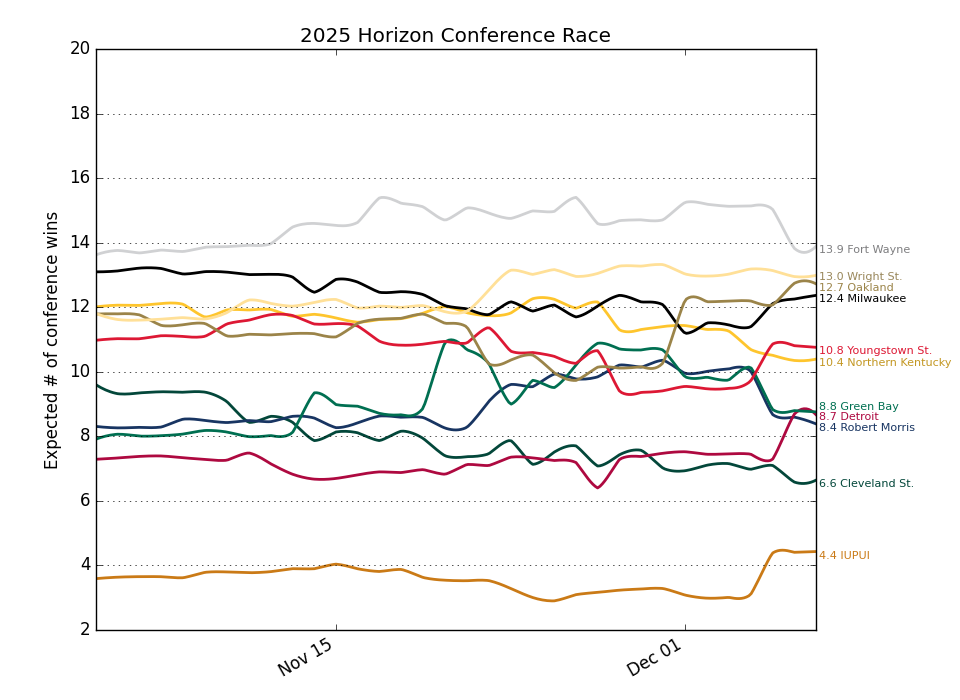 2025 Horizon Conference Race
Expected # of conference wins
20
18
16
14
12
10
8
6
4
2
Nov 15
Dec 01
13.9 Fort Wayne
13.0 Wright St.
12.7 Oakland
12.4 Milwaukee
10.8 Youngstown St.
10.4 Northern Kentucky
8.8 Green Bay
8.7 Detroit
8.4 Robert Morris
6.6 Cleveland St.
4.4 IUPUI